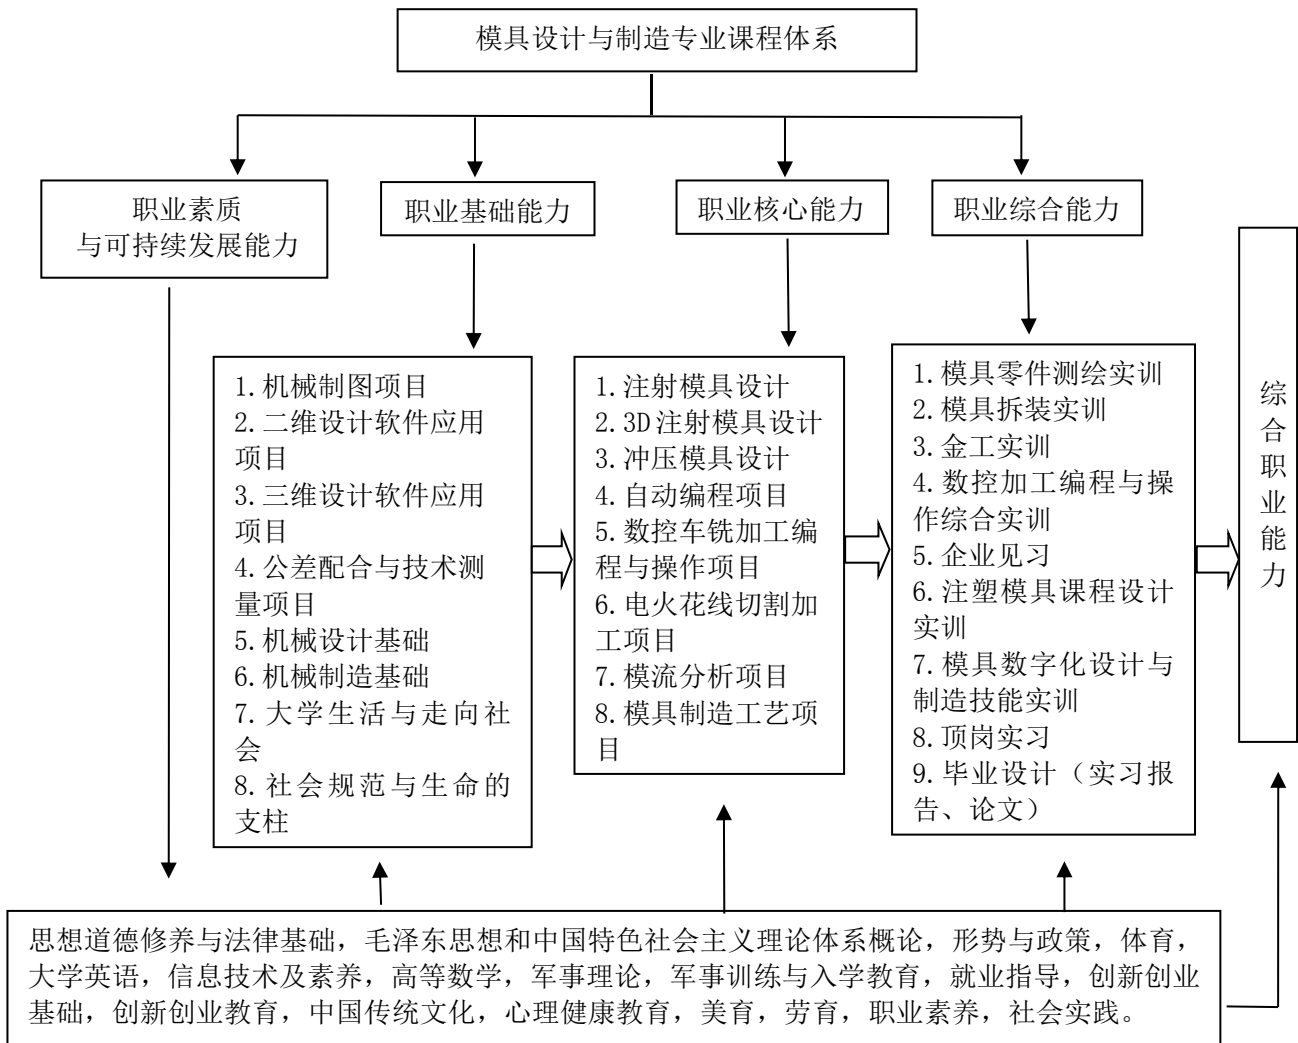 模具设计与制造专业课程体系
职业素质
与可持续发展能力
职业基础能力
职业核心能力
职业综合能力
1.机械制图项目
2.二维设计软件应用
项目
3.三维设计软件应用
项目
4.公差配合与技术测
量项目
5.机械设计基础
6.机械制造基础
7.大学生活与走向社
会
8.社会规范与生命的
支柱
1.注射模具设计
2.3D注射模具设计
3.冲压模具设计
4.自动编程项目
5.数控车铣加工编
程与操作项目
6.电火花线切割加
工项目
7.模流分析项目
8.模具制造工艺项
目
1.模具零件测绘实训
2.模具拆装实训
3.金工实训
4.数控加工编程与操
作综合实训
5.企业见习
6.注塑模具课程设计
实训
7.模具数字化设计与
制造技能实训
8.顶岗实习
9.毕业设计（实习报
告、论文）
综合职业能力
思想道德修养与法律基础，毛泽东思想和中国特色社会主义理论体系概论，形势与政策，体育，
大学英语，信息技术及素养，高等数学，军事理论，军事训练与入学教育，就业指导，创新创业
基础，创新创业教育，中国传统文化，心理健康教育，美育，劳育，职业素养，社会实践。